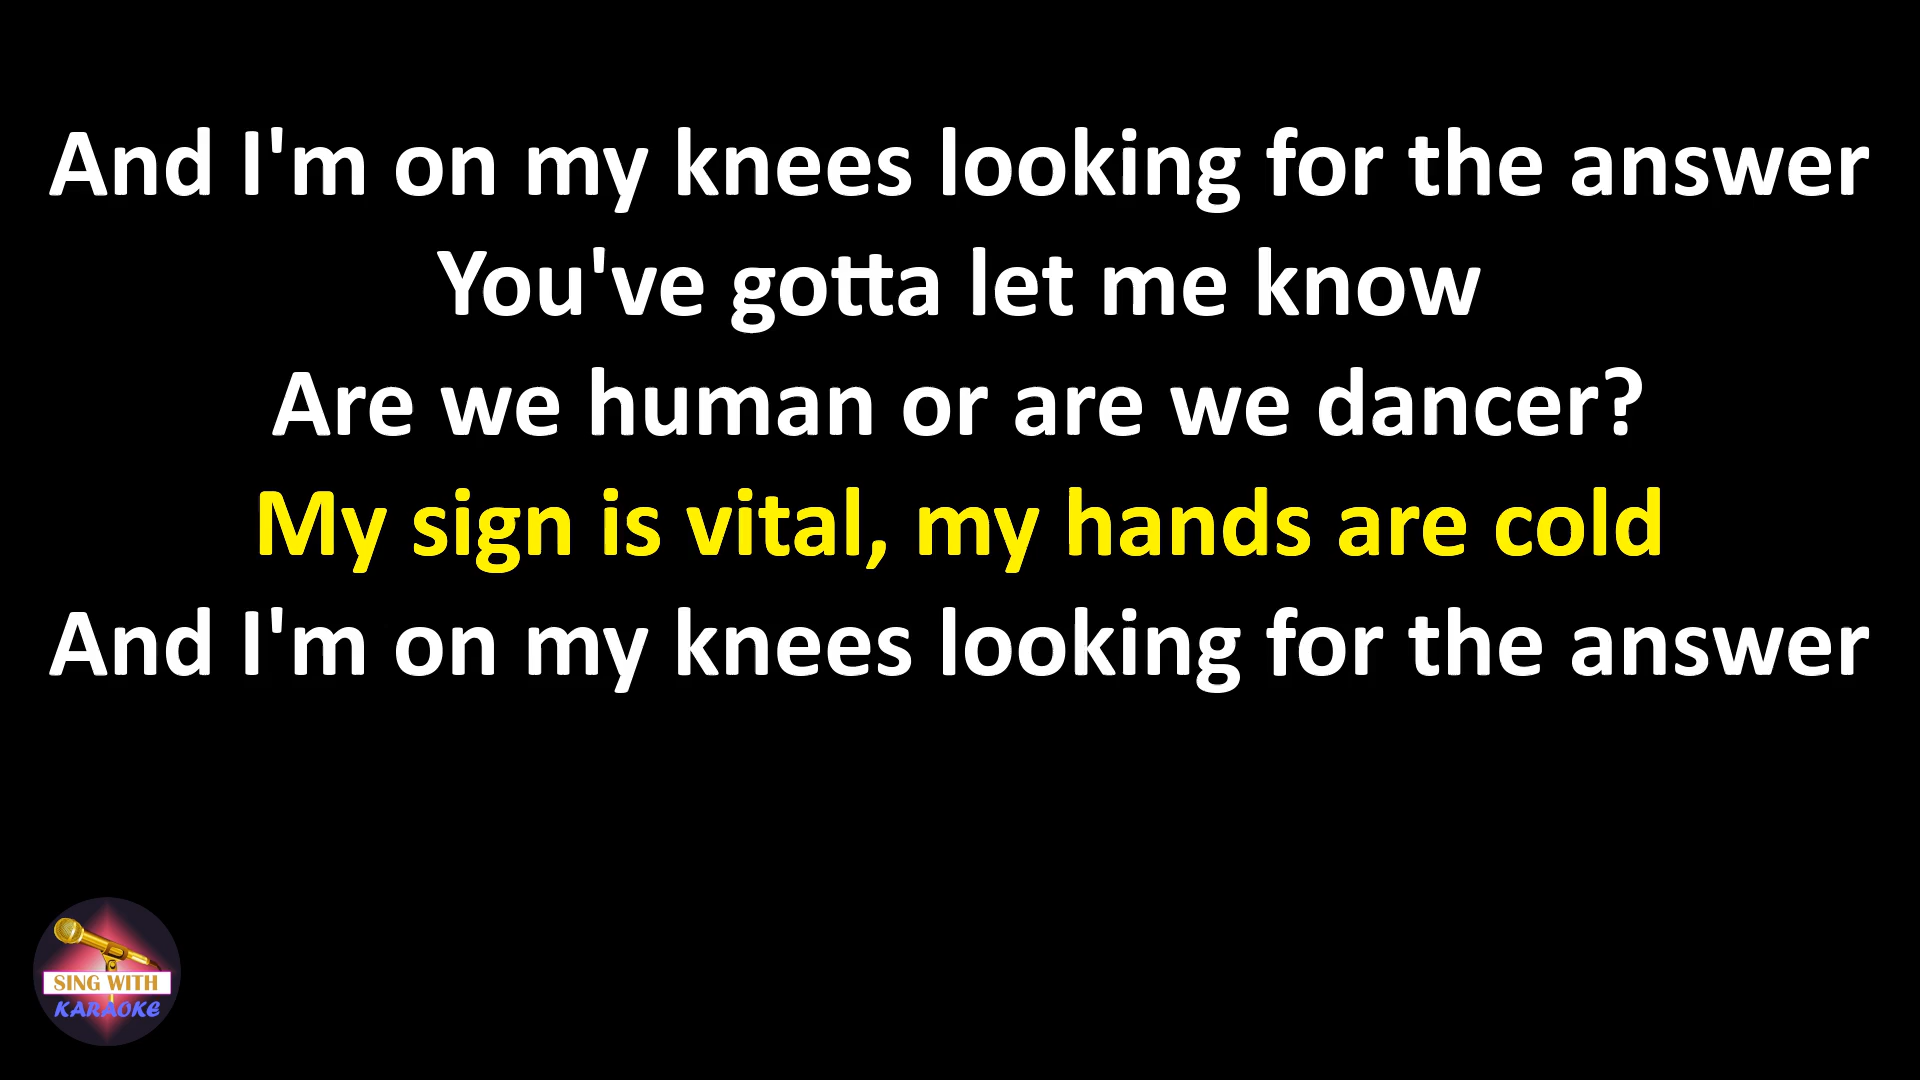 And I'm on my knees looking for the answer
You've gotta let me know
Are we human or are we dancer?
My sign is vital, my hands are cold
And I'm on my knees looking for the answer
SING WITH
KARAOKE